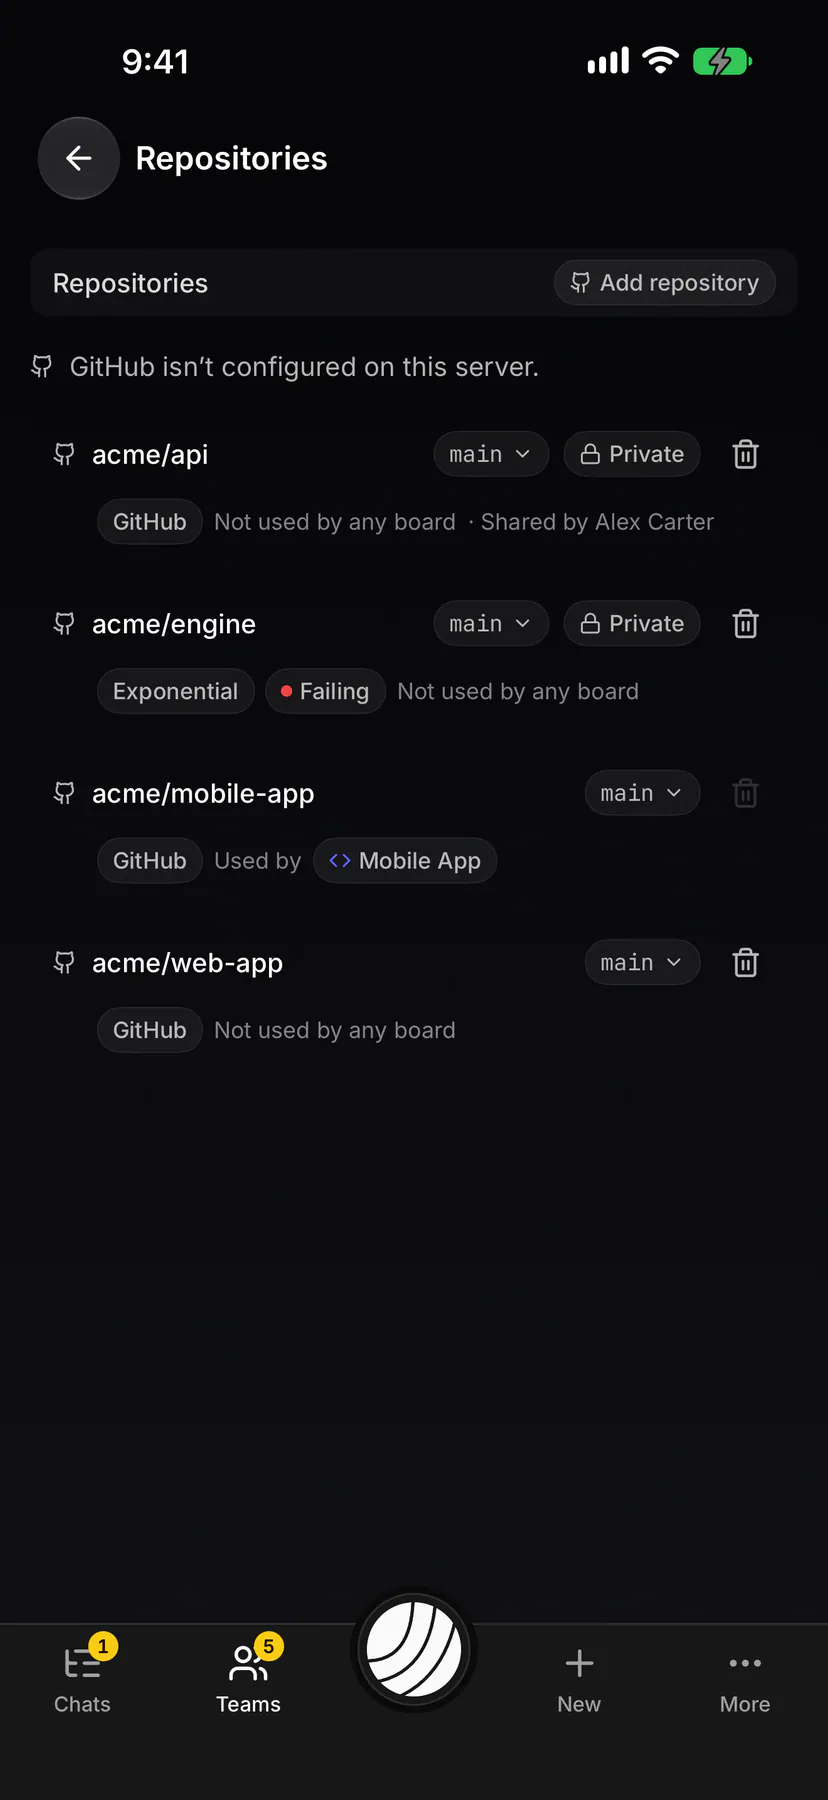 9:41
Repositories
Repositories
Add repository
GitHub isn’t configured on this server.
acme/api main Private
GitHub Not used by any board · Shared by Alex Carter
acme/engine main Private
Exponential Failing Not used by any board
acme/mobile-app main
GitHub Used by Mobile App
acme/web-app main
GitHub Not used by any board
1 5
Chats Teams New More